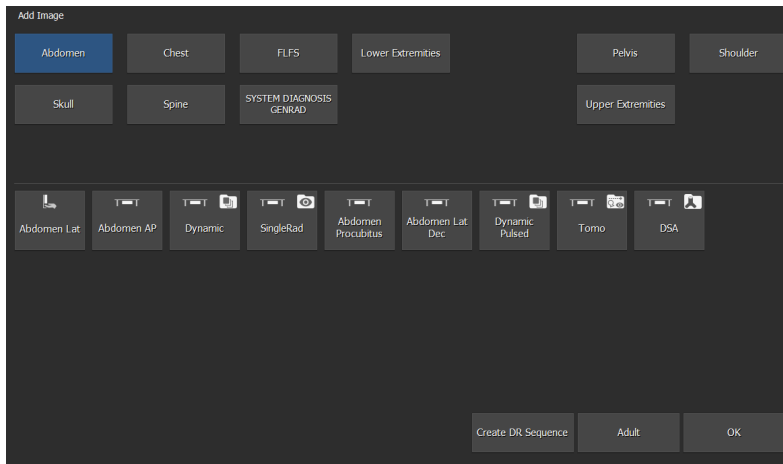 Add Image
Abdomen
Chest
FLFS
Lower Extremities
Pelvis
Shoulder
Skull
Spine
SYSTEM DIAGNOSIS
GENRAD
Upper Extremities
Abdomen Lat
Abdomen AP
Dynamic
SingleRad
Abdomen
Procubitus
Abdomen Lat
Dec
Dynamic
Pulsed
Tomo
DSA
Create DR Sequence
Adult
OK